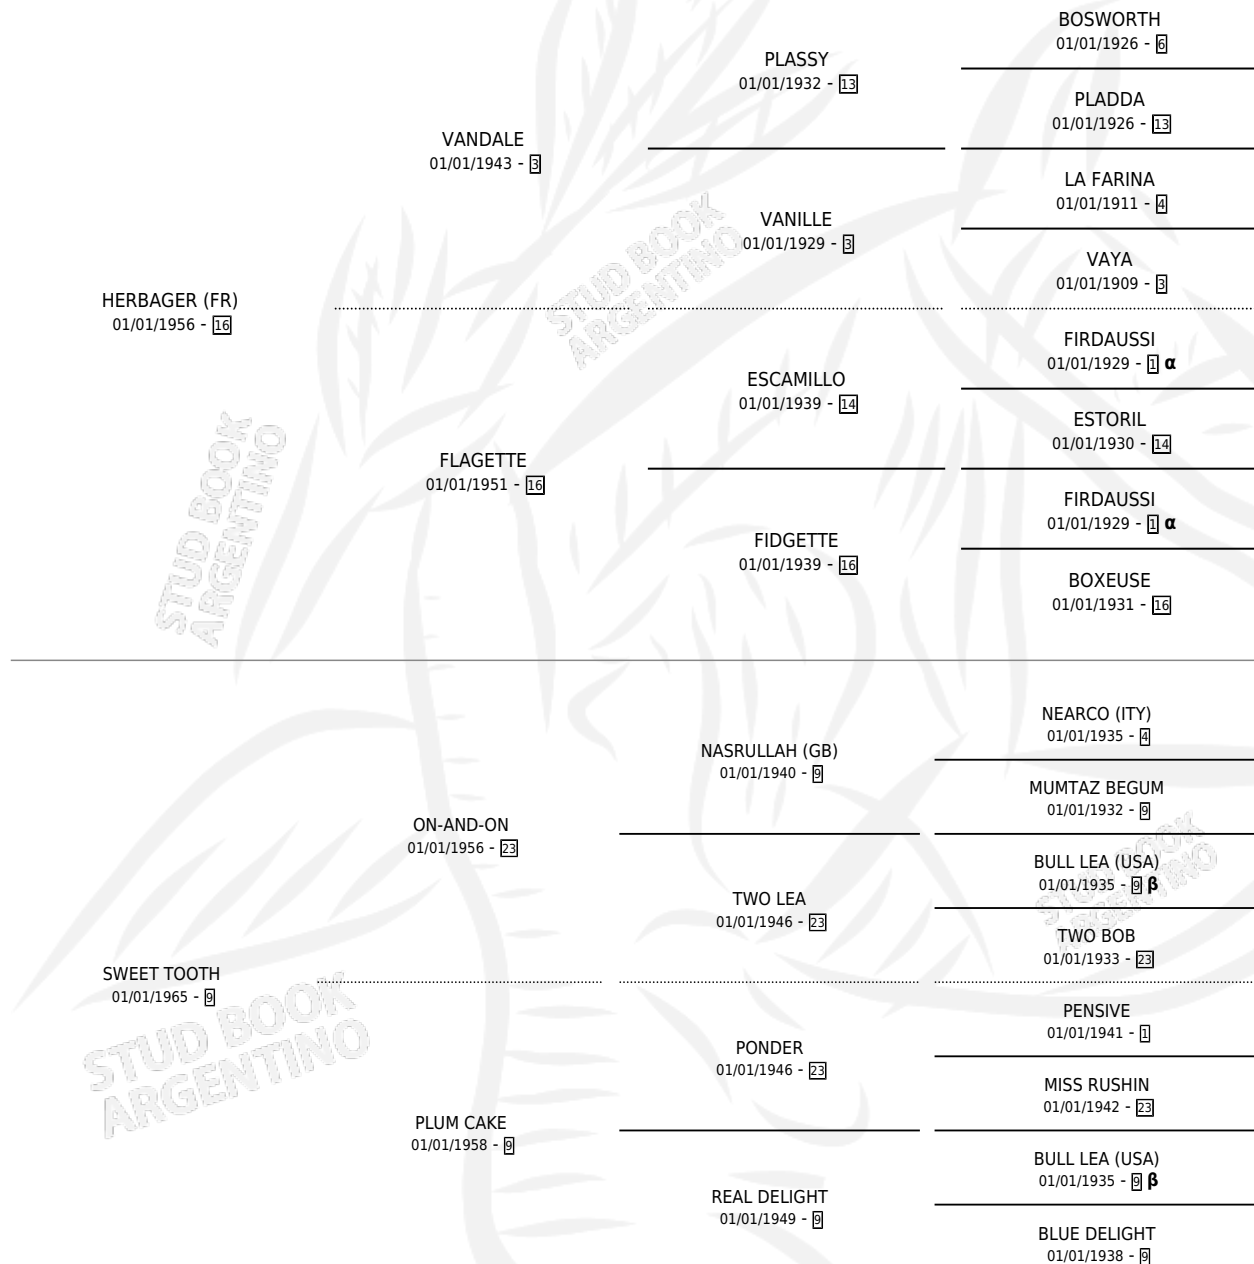 BOSWORTH
01/01/1926 - 6
PLASSY
01/01/1932 - 13
PLADDA
01/01/1926 - 13
VANDALE
01/01/1943 - 3
LA FARINA
01/01/1911 - 4
VANILLE
01/01/1929 - 3
VAYA
01/01/1909 - 3
HERBAGER (FR)
01/01/1956 - 16
FIRDAUSSI
01/01/1929 - 1 α
ESCAMILLO
01/01/1939 - 14
ESTORIL
01/01/1930 - 14
FLAGETTE
01/01/1951 - 16
FIRDAUSSI
01/01/1929 - 1 α
FIDGETTE
01/01/1939 - 16
BOXEUSE
01/01/1931 - 16
STUD BOOK
ARGENTINO
STUD BOOK
ARGENTINO
NEARCO (ITY)
01/01/1935 - 4
NASRULLAH (GB)
01/01/1940 - 9
MUMTAZ BEGUM
01/01/1932 - 9
ON-AND-ON
01/01/1956 - 23
BULL LEA (USA)
01/01/1935 - 9 β
TWO LEA
01/01/1946 - 23
TWO BOB
01/01/1933 - 23
SWEET TOOTH
01/01/1965 - 9
PENSIVE
01/01/1941 - 1
PONDER
01/01/1946 - 23
MISS RUSHIN
01/01/1942 - 23
PLUM CAKE
01/01/1958 - 9
BULL LEA (USA)
01/01/1935 - 9 β
REAL DELIGHT
01/01/1949 - 9
BLUE DELIGHT
01/01/1938 - 9
STUD BOOK
ARGENTINO
STUD BOOK
ARGENTINO